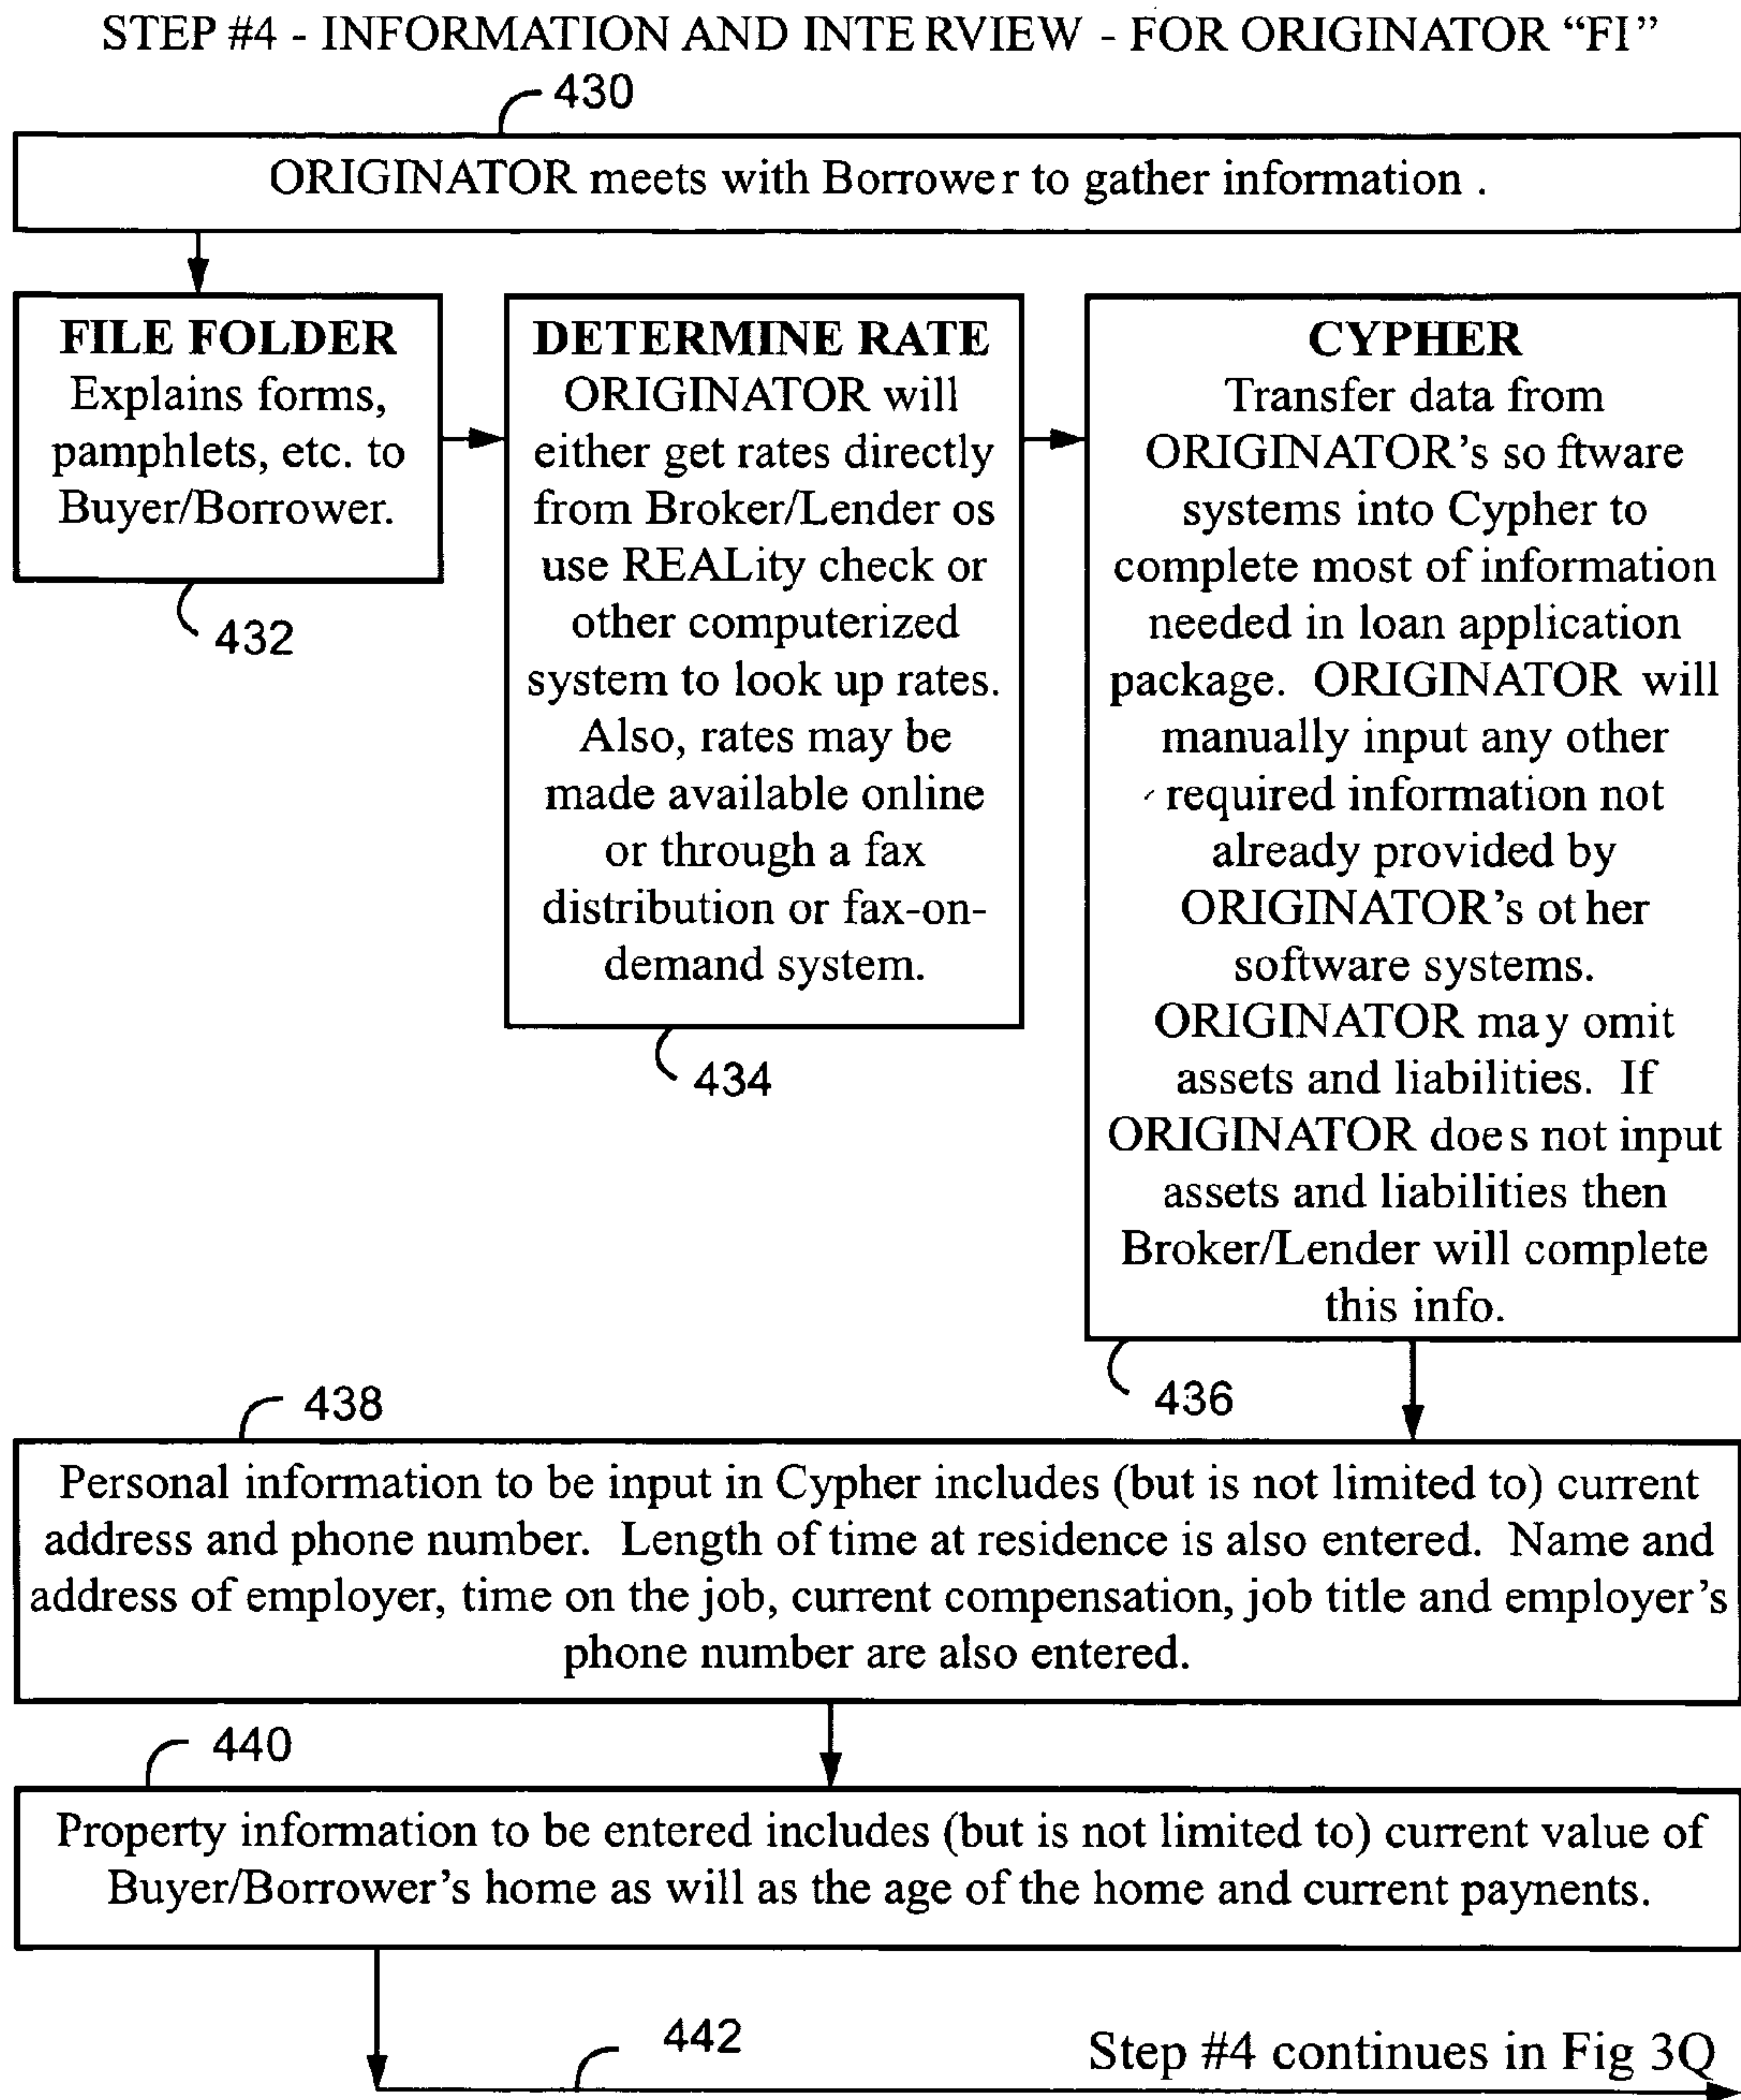 STEP #4 - INFORMATION AND INTERVIEW - FOR ORIGINATOR “FI”
430
ORIGINATOR meets with Borrower to gather information .
FILE FOLDER
Explains forms,
pamphlets, etc. to
Buyer/Borrower.
432
DETERMINE RATE
ORIGINATOR will
either get rates directly
from Broker/Lender os
use REALity check or
other computerized
system to look up rates.
Also, rates may be
made available online
or through a fax
distribution or fax-on-
demand system.
434
CYPHER
Transfer data from
ORIGINATOR's software
systems into Cypher to
complete most of information
needed in loan application
package. ORIGINATOR will
manually input any other
required information not
already provided by
ORIGINATOR's other
software systems.
ORIGINATOR may omit
assets and liabilities. If
ORIGINATOR does not input
assets and liabilities then
Broker/Lender will complete
this info.
436
438
Personal information to be input in Cypher includes (but is not limited to) current
address and phone number. Length of time at residence is also entered. Name and
address of employer, time on the job, current compensation, job title and employer's
phone number are also entered.
440
Property information to be entered includes (but is not limited to) current value of
Buyer/Borrower's home as will as the age of the home and current paynents.
442
Step #4 continues in Fig 3Q